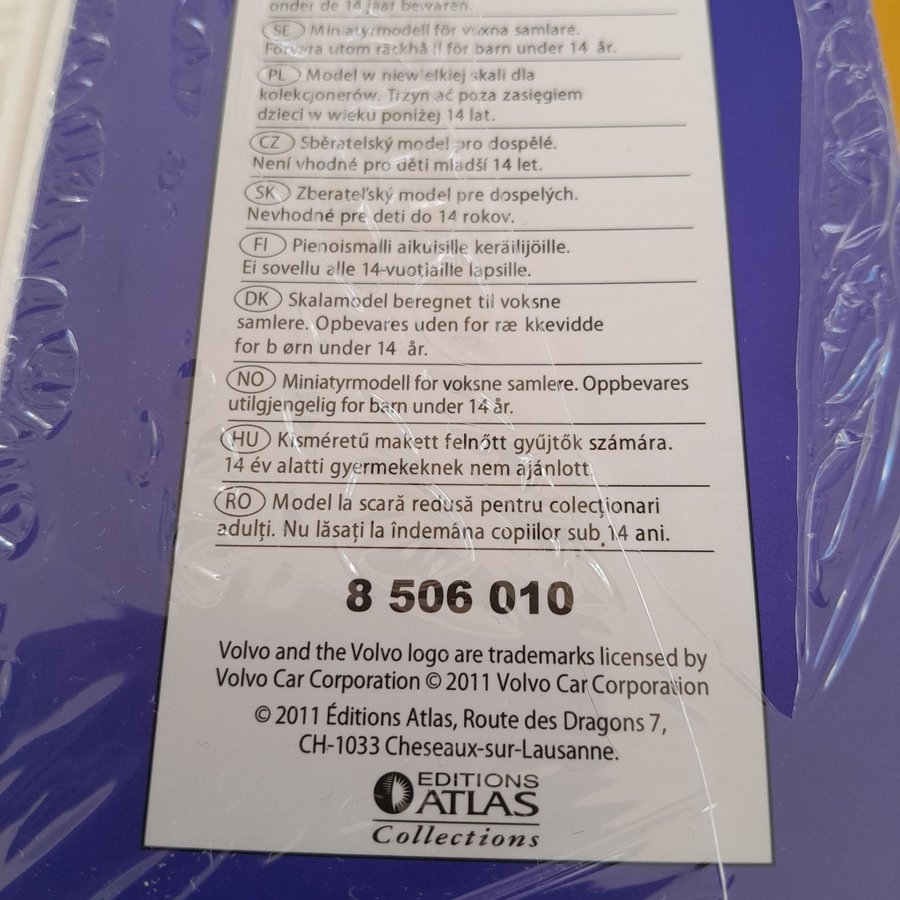 onder de 14 jaar bewaren.
SE Miniatyrmodell för vuxna samlare.
Förvara utom räckhå ll för barn under 14 år.
PL Model w niewielkiej skali dla
kolekcjonerów. Trzyn ać poza zasięgiem
dzieci w wieku poniżej 14 lat.
CZ Sběratelský model pro dospělé.
Není vhodné pro děti mladší 14 let.
SK Zberateľský model pre dospelých.
Nevhodné pre deti do 14 rokov.
FI Pienoismalli aikuisille keräilijöille.
Ei sovellu alle 14-vuotiaille lapsille.
DK Skalamodel beregnet til voksne
samlere. Opbevares uden for ræ kkevidde
for b ørn under 14 år.
NO Miniatyrmodell for voksne samlere. Oppbevares
utilgjengelig for barn under 14 år.
HU Kisméretű makett felnőtt gyűjtők számára.
14 év alatti gyermekeknek nem ajánlott.
RO Model la scară redusă pentru colecționari
adulți. Nu lăsați la îndemâna copiilor sub 14 ani.
8 506 010
Volvo and the Volvo logo are trademarks licensed by
Volvo Car Corporation © 2011 Volvo Car Corporation
© 2011 Éditions Atlas, Route des Dragons 7,
CH-1033 Cheseaux-sur-Lausanne.
EDITIONS
ATLAS
Collections